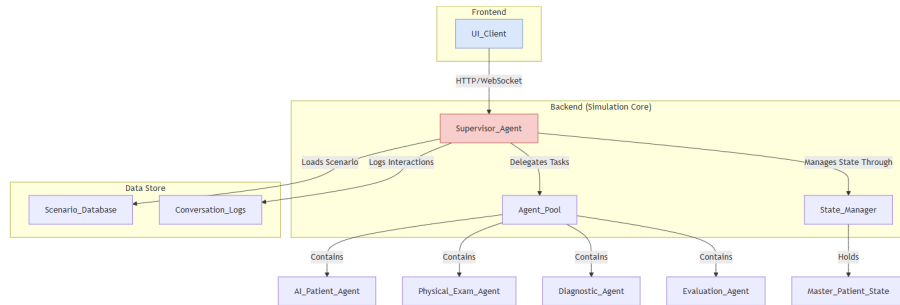 Frontend
UI_Client
HTTP/WebSocket
Backend (Simulation Core)
Supervisor_Agent
Loads Scenario
Logs Interactions
Delegates Tasks
Manages State Through
Data Store
Scenario_Database
Conversation_Logs
Agent_Pool
State_Manager
Contains
Contains
Contains
Contains
Holds
AI_Patient_Agent
Physical_Exam_Agent
Diagnostic_Agent
Evaluation_Agent
Master_Patient_State